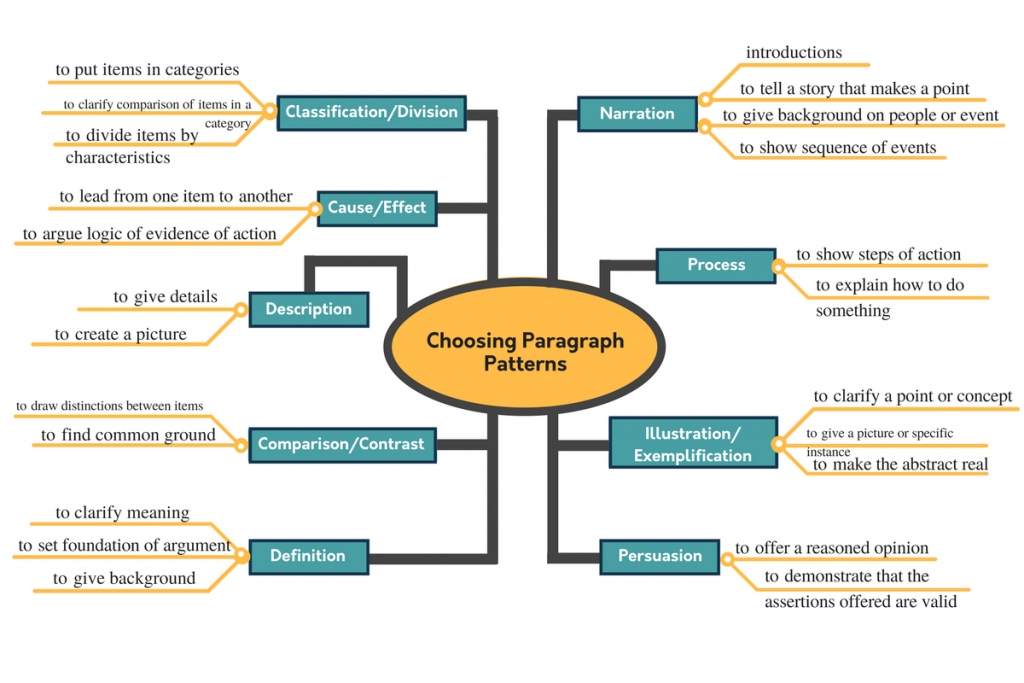 Choosing Paragraph
Patterns
Classification/Division
to put items in categories
to clarify comparison of items in a
category
to divide items by
characteristics
Cause/Effect
to lead from one item to another
to argue logic of evidence of action
Description
to give details
to create a picture
Comparison/Contrast
to draw distinctions between items
to find common ground
Definition
to clarify meaning
to set foundation of argument
to give background
Narration
introductions
to tell a story that makes a point
to give background on people or event
to show sequence of events
Process
to show steps of action
to explain how to do
something
Illustration/
Exemplification
to clarify a point or concept
to give a picture or specific
instance
to make the abstract real
Persuasion
to offer a reasoned opinion
to demonstrate that the
assertions offered are valid